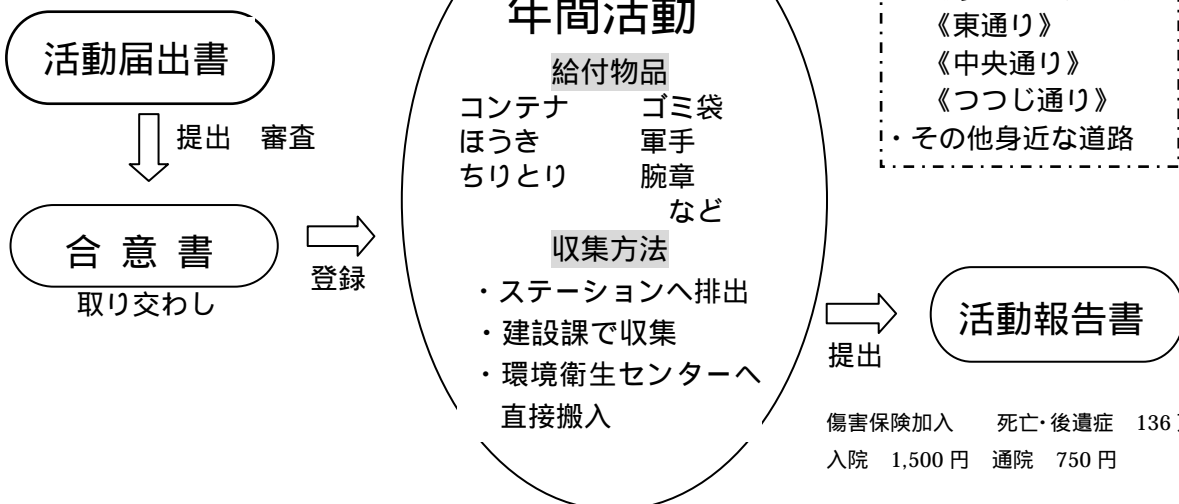 活動届出書
提出　審査
合 意 書
取り交わし
登録
年間活動
給付物品
コンテナ　　ゴミ袋
ほうき　　　軍手
ちりとり　　腕章
など
収集方法
・ステーションへ排出
・建設課で収集
・環境衛生センターへ
直接搬入
《東通り》
《中央通り》
《つつじ通り》
・その他身近な道路
提出
活動報告書
傷害保険加入　　死亡・後遺症　136
入院　1,500 円　通院　750 円